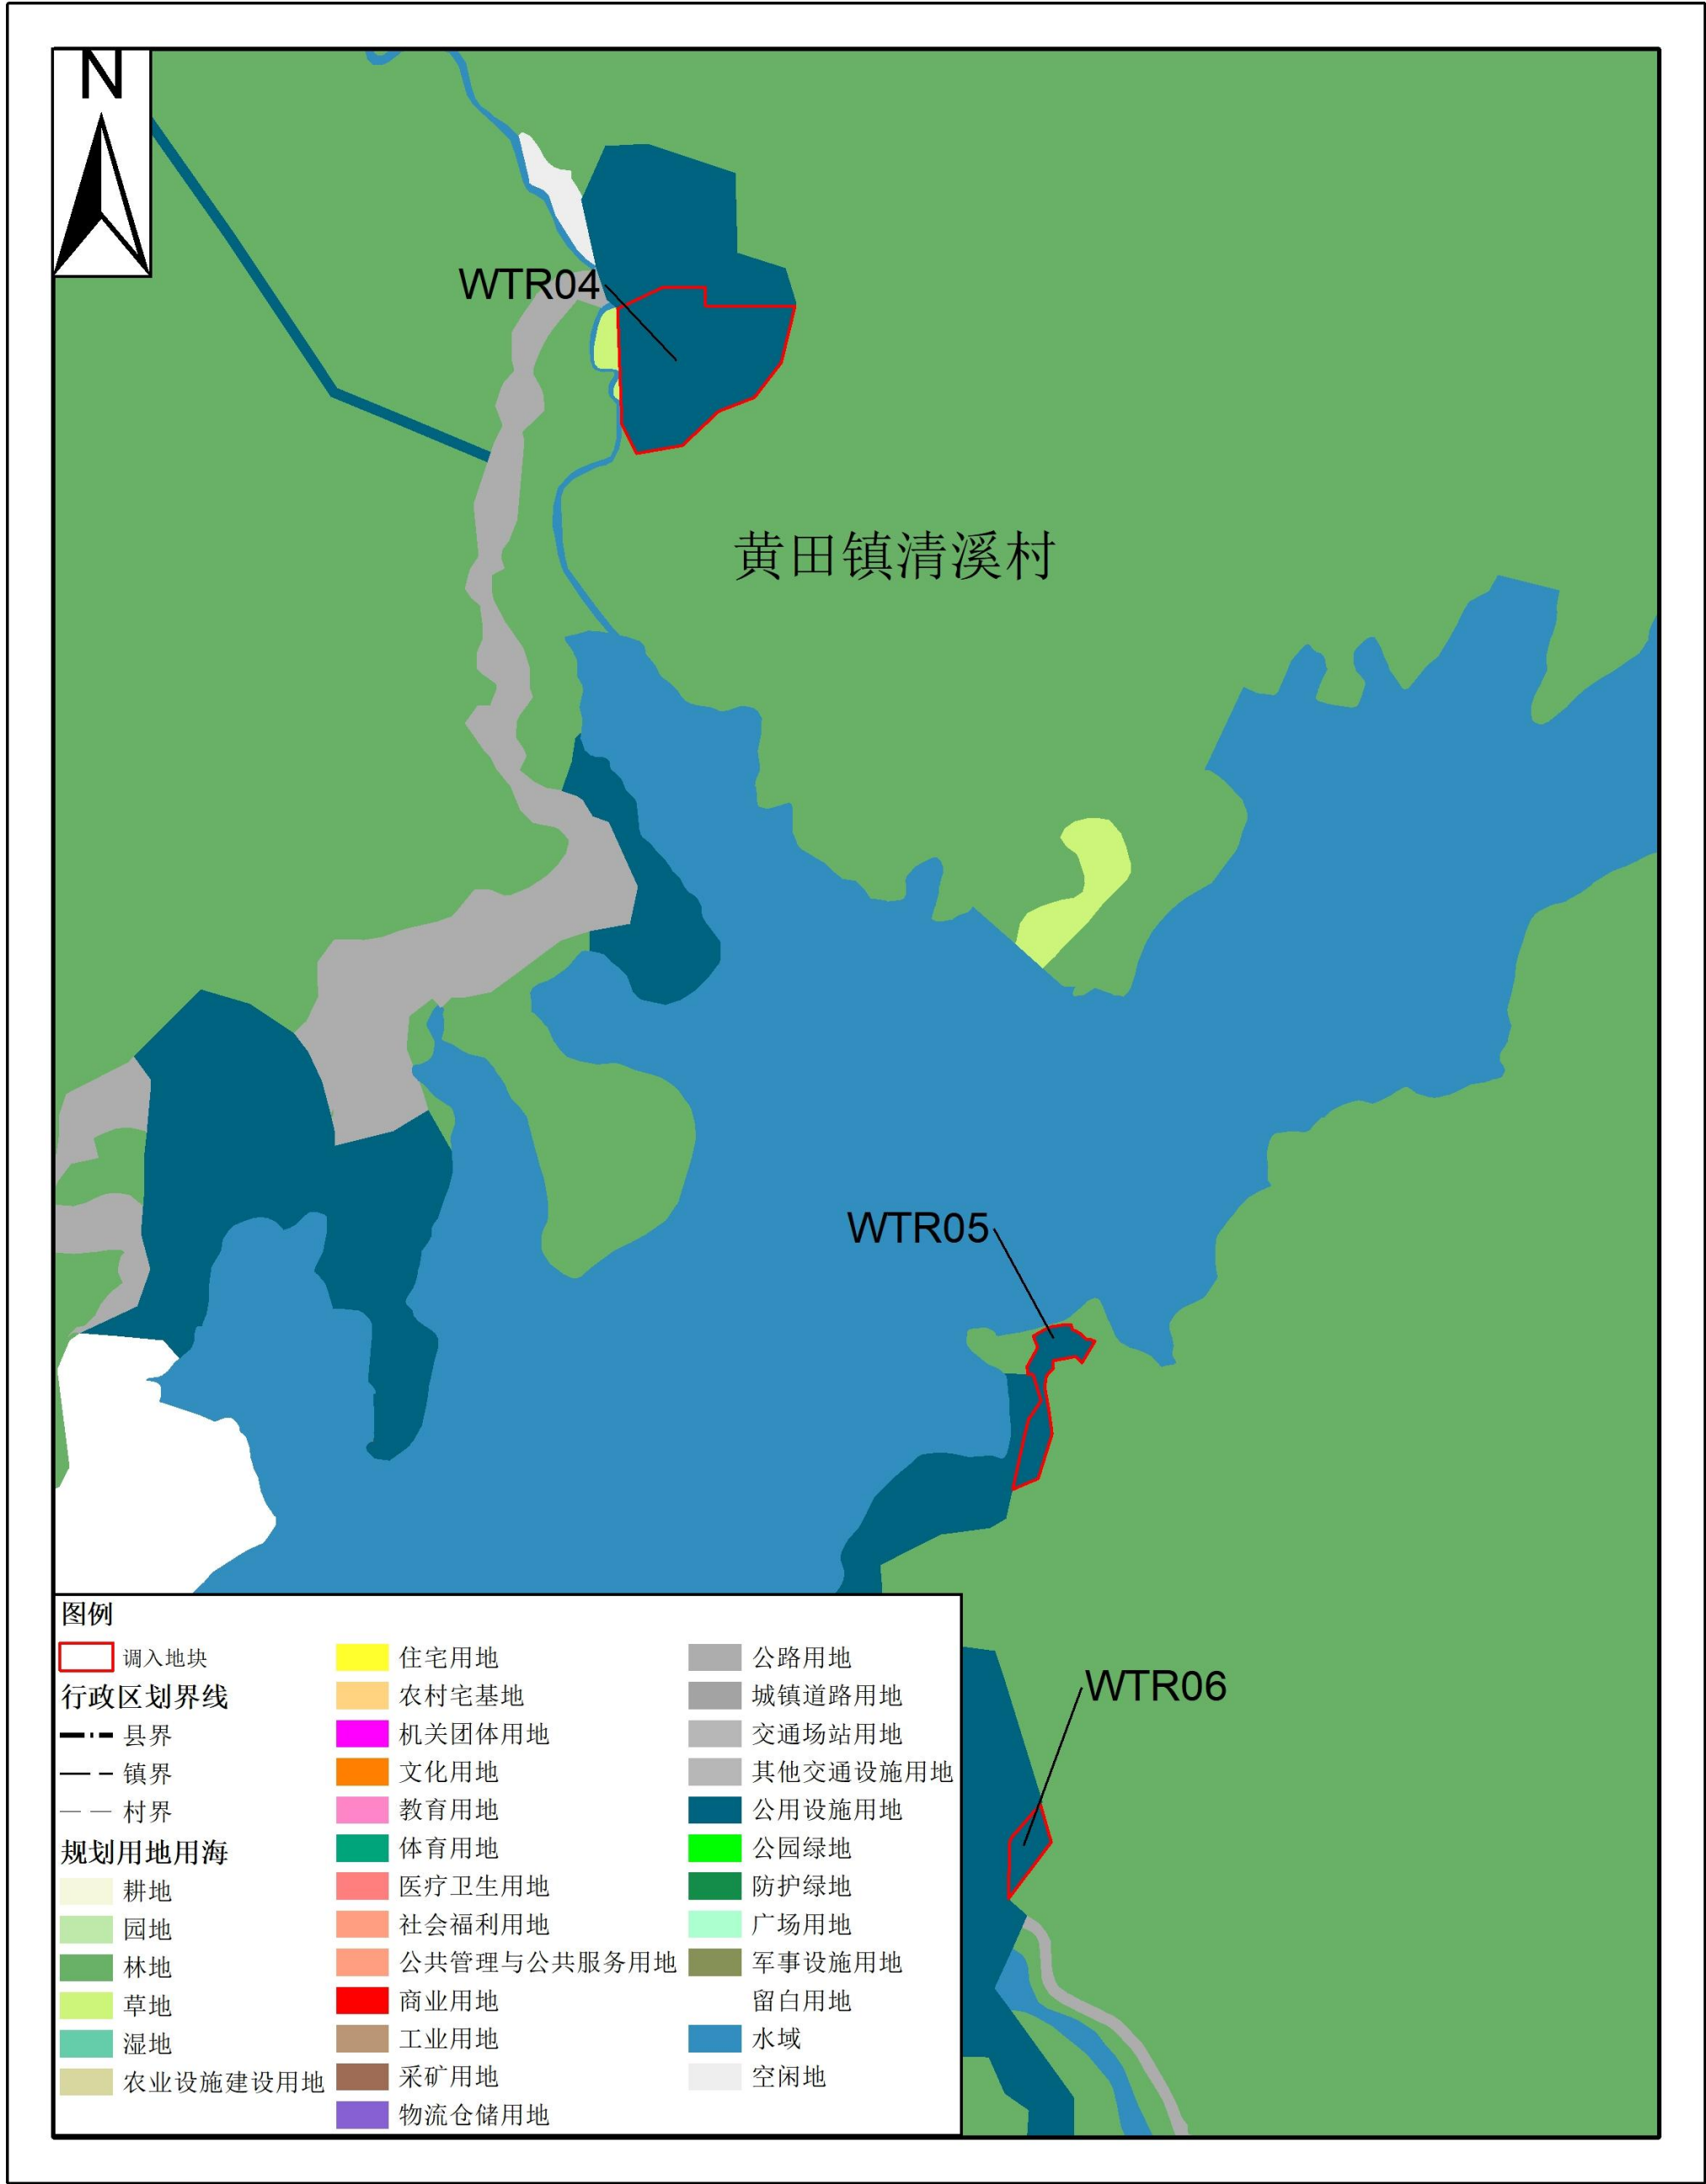 N
WTR04
黄田镇清溪村
WTR05
WTR06
图例
调入地块
行政区划界线
县界
镇界
村界
规划用地用海
耕地
园地
林地
草地
湿地
农业设施建设用地
住宅用地
农村宅基地
机关团体用地
文化用地
教育用地
体育用地
医疗卫生用地
社会福利用地
公共管理与公共服务用地
商业用地
工业用地
采矿用地
物流仓储用地
公路用地
城镇道路用地
交通场站用地
其他交通设施用地
公用设施用地
公园绿地
防护绿地
广场用地
军事设施用地
留白用地
水域
空闲地